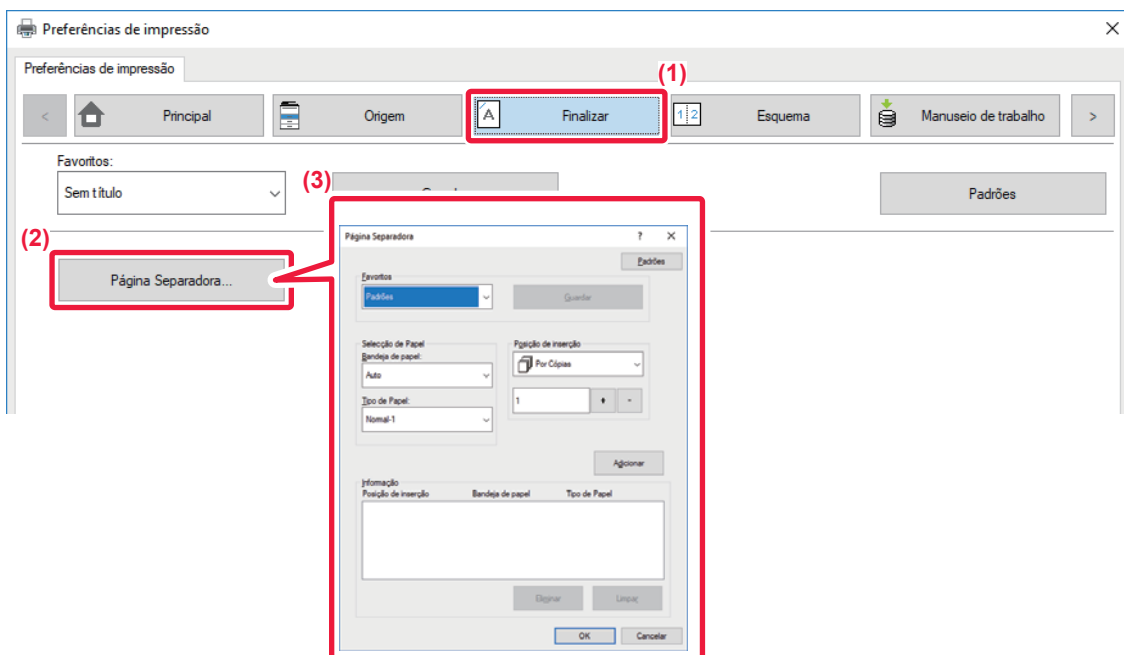 Preferências de impressão
Preferências de impressão
(1)
< Principal Origem A Finalizar 1 2 Esquema Manuseio de trabalho >
Favoritos:
Sem título
(3)
Padrões
(2)
Página Separadora...
Página Separadora ? ×
Padrões
Favoritos
Padrões
Guardar
Selecção de Papel
Bandeja de papel:
Auto
Tipo de Papel:
Normal-1
Posição de inserção
Por Cópias
1 + -
Adicionar
Informação
Posição de inserção Bandeja de papel Tipo de Papel
Eliminar Limpar
OK Cancelar